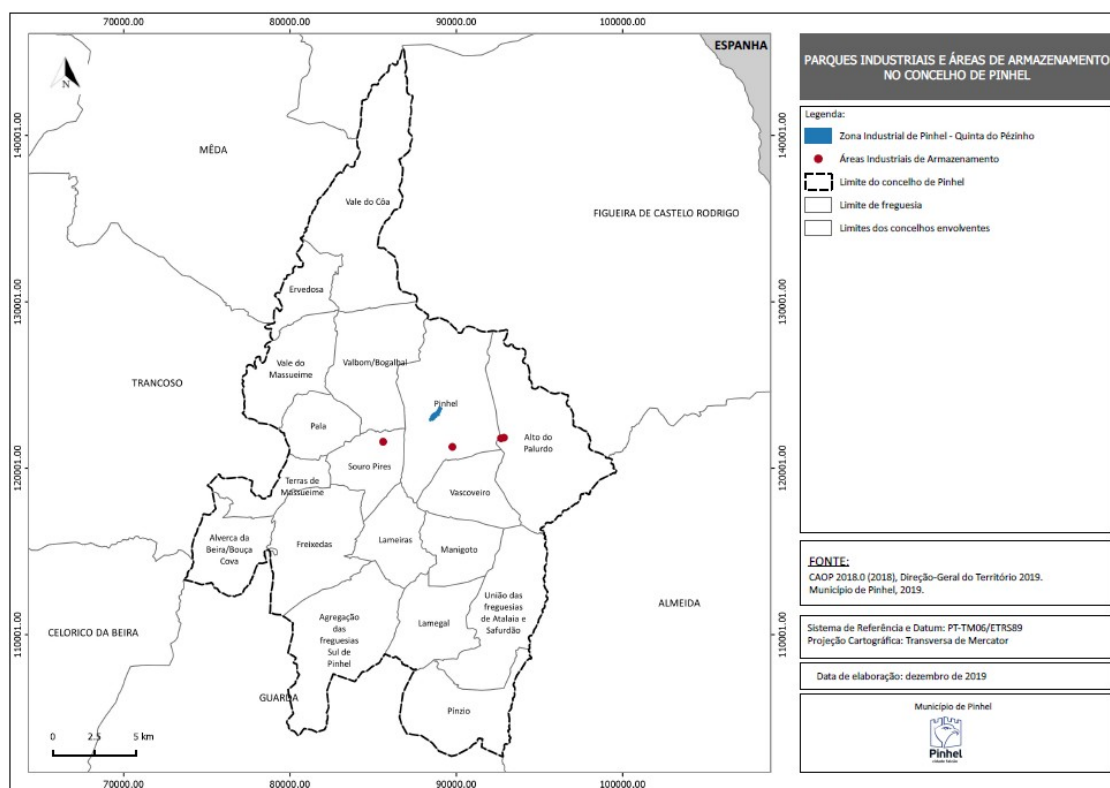 70000.00
80000.00
90000.00
100000.00
140001.00
130001.00
120001.00
110001.00
N
ESPANHA
MÊDA
FIGUEIRA DE CASTELO RODRIGO
Vale do Côa
Ervedosa
Vale do
Massueime
Valbom/Bogalhal
TRANCOSO
Pinhel
Pala
Alto do
Palurdo
Souro Pires
Terras de
Massueime
Vascoveiro
Alverca da
Beira/Bouça
Cova
Freixedas
Lameiras
Manigoto
União das
freguesias
de Atalaia e
Safurdão
ALMEIDA
CELORICO DA BEIRA
Agregação
das
freguesias
Sul de
Pinhel
Lamegal
GUARDA
Pínzio
0 2.5 5 km
140001.00
130001.00
120001.00
110001.00
70000.00
80000.00
90000.00
100000.00
PARQUES INDUSTRIAIS E ÁREAS DE ARMAZENAMENTO
NO CONCELHO DE PINHEL
Legenda:
Zona Industrial de Pinhel - Quinta do Pézinho
Áreas Industriais de Armazenamento
Limite do concelho de Pinhel
Limite de freguesia
Limites dos concelhos envolventes
FONTE:
CAOP 2018.0 (2018), Direção-Geral do Território 2019.
Município de Pinhel, 2019.
Sistema de Referência e Datum: PT-TM06/ETRS89
Projeção Cartográfica: Transversa de Mercator
Data de elaboração: dezembro de 2019
Município de Pinhel
Pinhel
cidade falcão